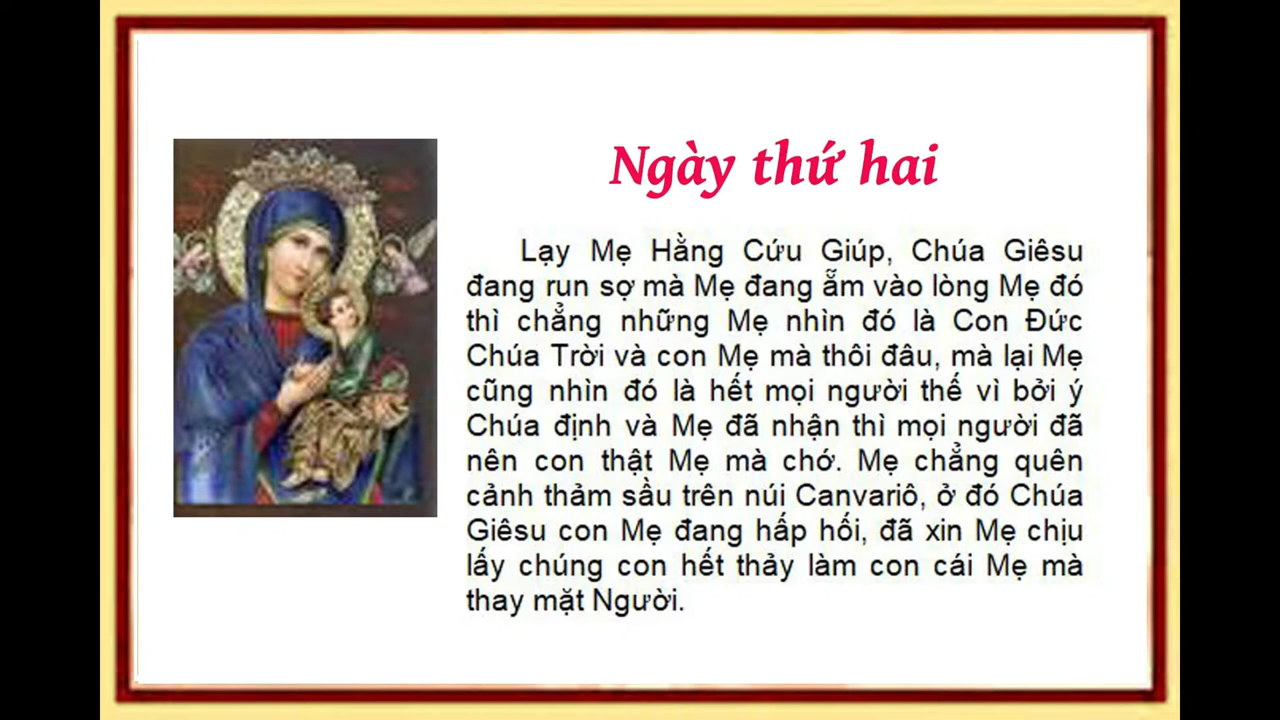 Ngày thứ hai
Lạy Mẹ Hằng Cứu Giúp, Chúa Giêsu
đang run sợ mà Mẹ đang ẵm vào lòng Mẹ đó
thì chẳng những Mẹ nhìn đó là Con Đức
Chúa Trời và con Mẹ mà thôi đâu, mà lại Mẹ
cũng nhìn đó là hết mọi người thế vì bởi ý
Chúa định và Mẹ đã nhận thì mọi người đã
nên con thật Mẹ mà chớ. Mẹ chẳng quên
cảnh thảm sầu trên núi Canvariô, ở đó Chúa
Giêsu con Mẹ đang hấp hối, đã xin Mẹ chịu
lấy chúng con hết thảy làm con cái Mẹ mà
thay mặt Người.